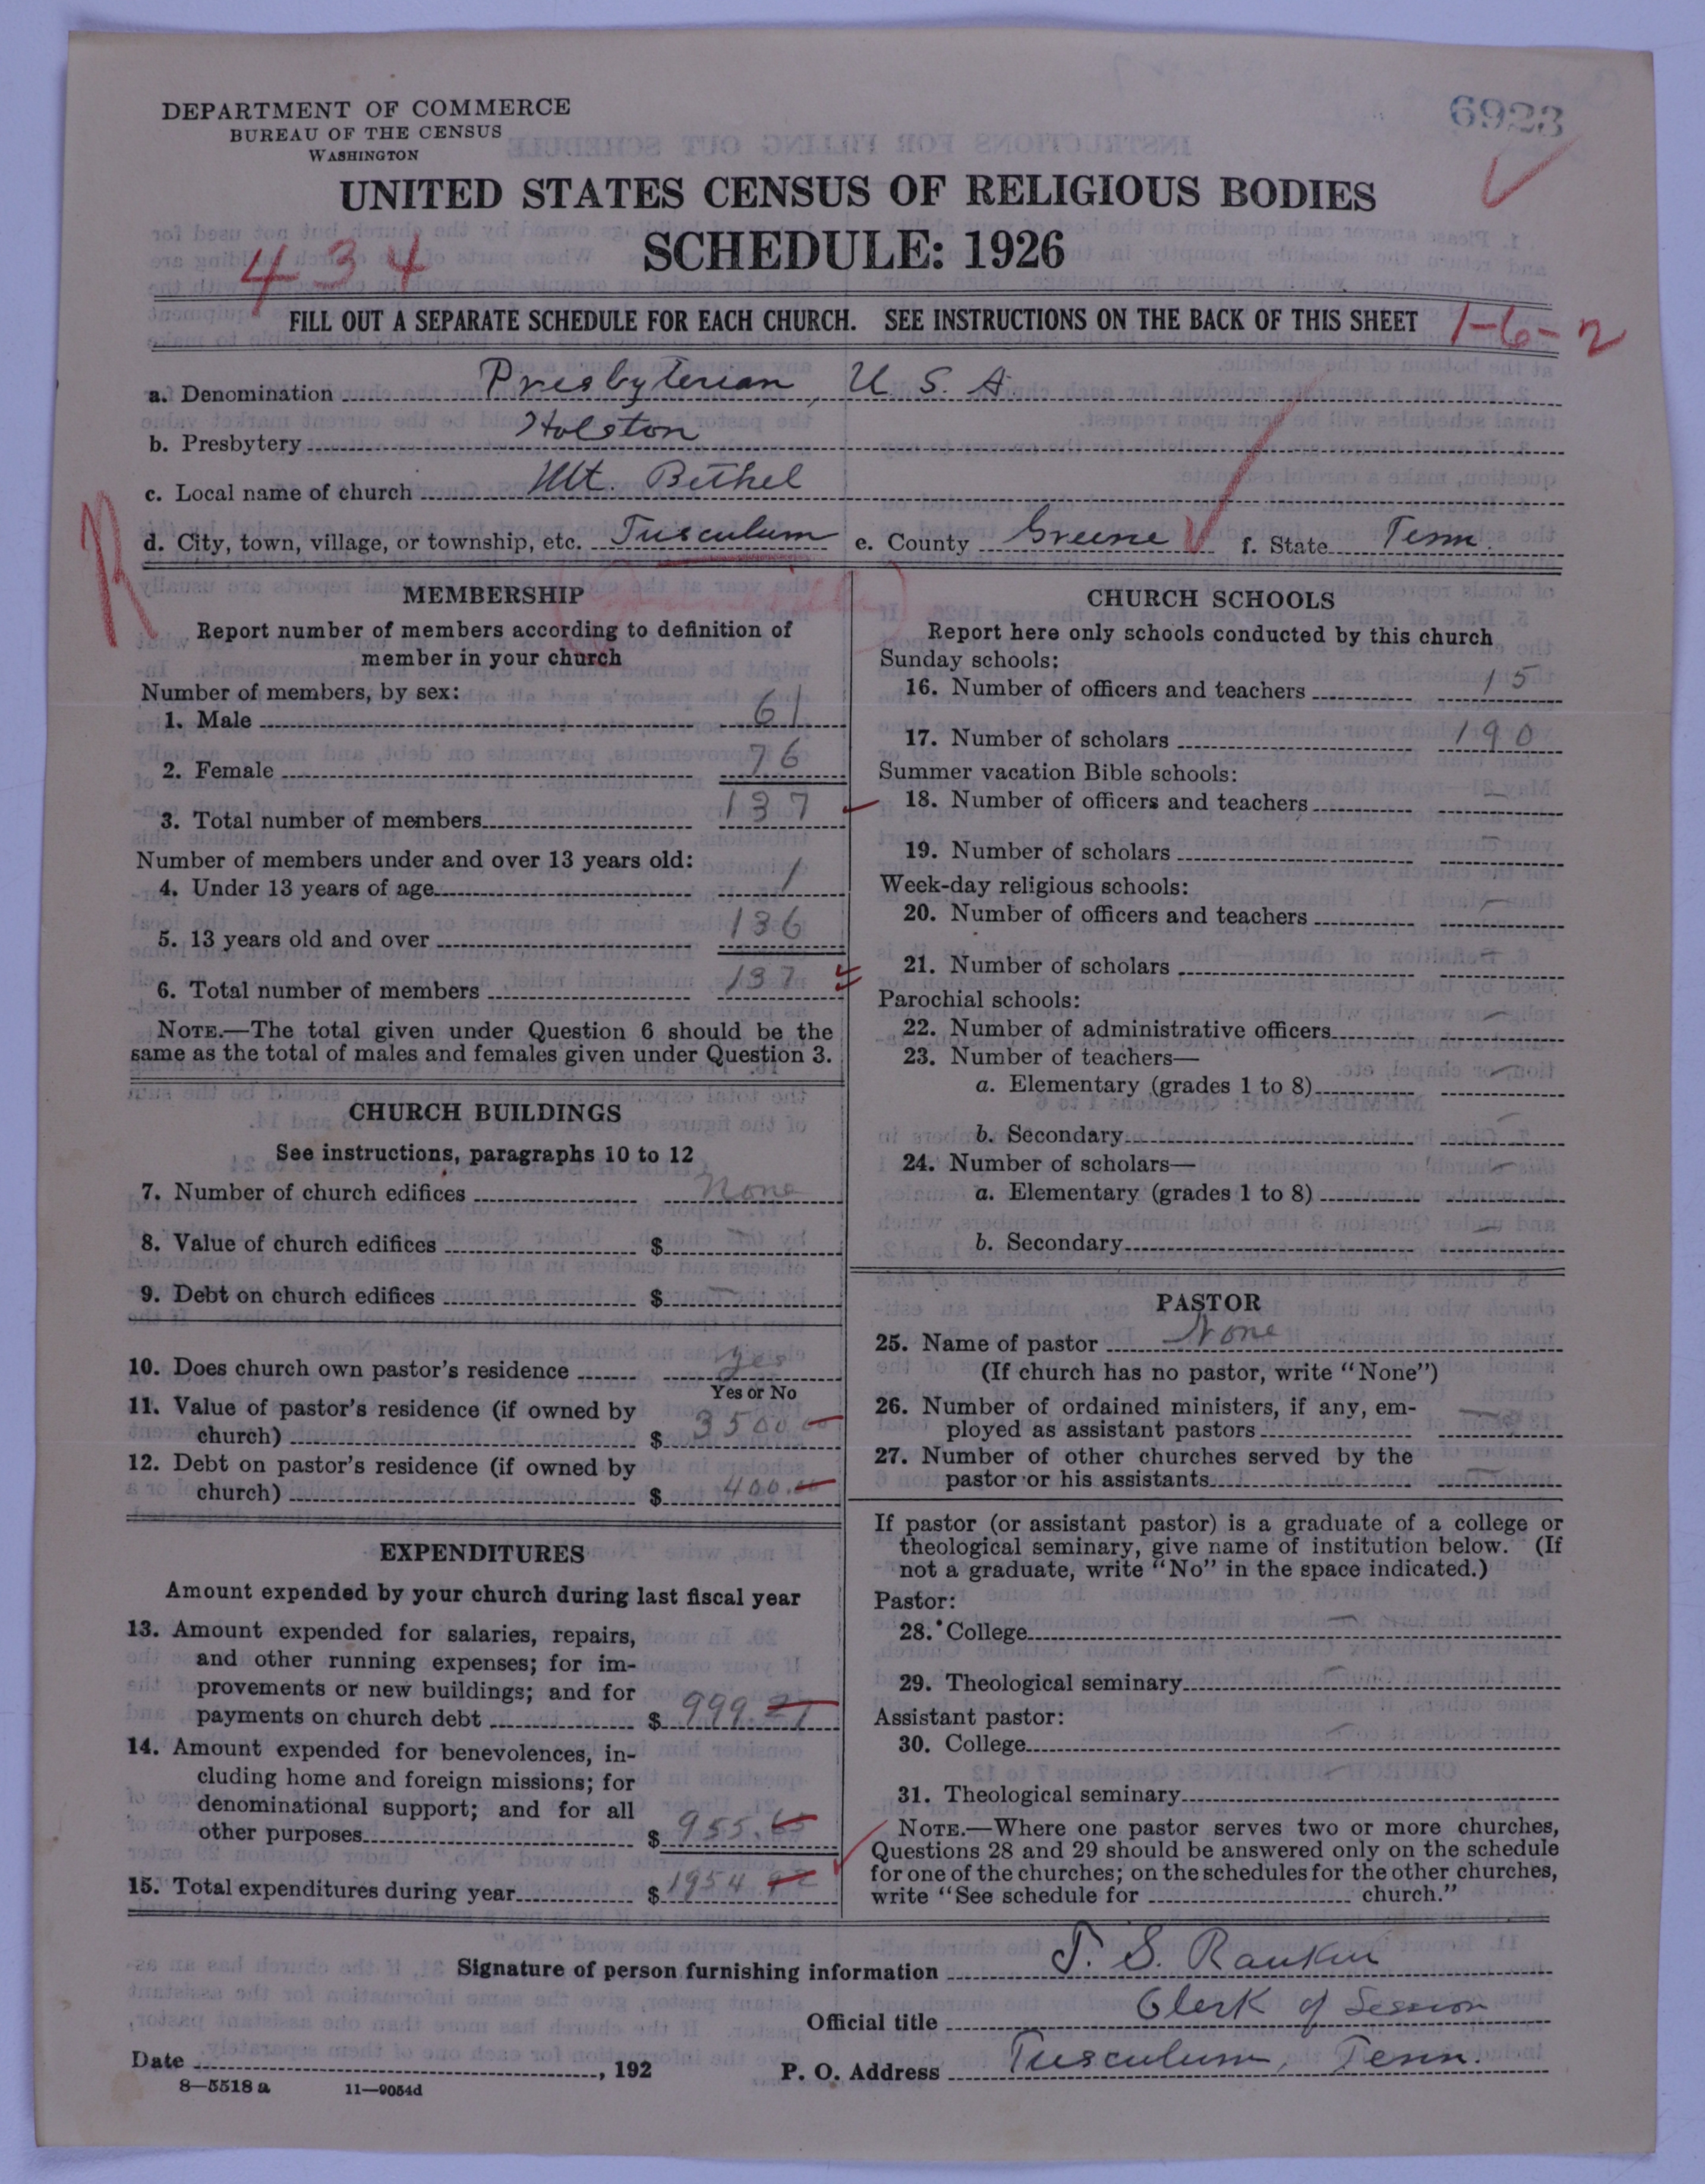 DEPARTMENT OF COMMERCE
BUREAU OF THE CENSUS
WASHINGTON
6923
UNITED STATES CENSUS OF RELIGIOUS BODIES
SCHEDULE: 1926
434
FILL OUT A SEPARATE SCHEDULE FOR EACH CHURCH. SEE INSTRUCTIONS ON THE BACK OF THIS SHEET 1-6-2
a. Denomination Presbyterian, U. S. A
b. Presbytery Holston
c. Local name of church Mt. Bethel
R
d. City, town, village, or township, etc. Tusculum e. County Greene f. State Tenn.
MEMBERSHIP
Report number of members according to definition of
member in your church
Number of members, by sex:
1. Male 61
2. Female 76
3. Total number of members 137
Number of members under and over 13 years old:
4. Under 13 years of age 1
5. 13 years old and over 136
6. Total number of members 137
NOTE.—The total given under Question 6 should be the
same as the total of males and females given under Question 3.
CHURCH BUILDINGS
See instructions, paragraphs 10 to 12
7. Number of church edifices None
8. Value of church edifices $ —
9. Debt on church edifices $ —
10. Does church own pastor's residence yes
Yes or No
11. Value of pastor's residence (if owned by
church) $ 3500.00
12. Debt on pastor's residence (if owned by
church) $ 400.00
EXPENDITURES
Amount expended by your church during last fiscal year
13. Amount expended for salaries, repairs,
and other running expenses; for im-
provements or new buildings; and for
payments on church debt $ 999.27
14. Amount expended for benevolences, in-
cluding home and foreign missions; for
denominational support; and for all
other purposes $ 955.65
15. Total expenditures during year $ 1954.92
CHURCH SCHOOLS
Report here only schools conducted by this church
Sunday schools:
16. Number of officers and teachers 15
17. Number of scholars 190
Summer vacation Bible schools:
18. Number of officers and teachers —
19. Number of scholars —
Week-day religious schools:
20. Number of officers and teachers —
21. Number of scholars —
Parochial schools:
22. Number of administrative officers —
23. Number of teachers—
a. Elementary (grades 1 to 8) —
b. Secondary —
24. Number of scholars—
a. Elementary (grades 1 to 8) —
b. Secondary —
PASTOR
25. Name of pastor None
(If church has no pastor, write "None")
26. Number of ordained ministers, if any, em-
ployed as assistant pastors —
27. Number of other churches served by the
pastor or his assistants —
If pastor (or assistant pastor) is a graduate of a college or
theological seminary, give name of institution below. (If
not a graduate, write "No" in the space indicated.)
Pastor:
28. College —
29. Theological seminary —
Assistant pastor:
30. College —
31. Theological seminary —
NOTE.—Where one pastor serves two or more churches,
Questions 28 and 29 should be answered only on the schedule
for one of the churches; on the schedules for the other churches,
write "See schedule for church."
Signature of person furnishing information T. S. Rankin
Official title Clerk of Session
Date , 192 P. O. Address Tusculum, Tenn.
8—5518 a 11—9054d